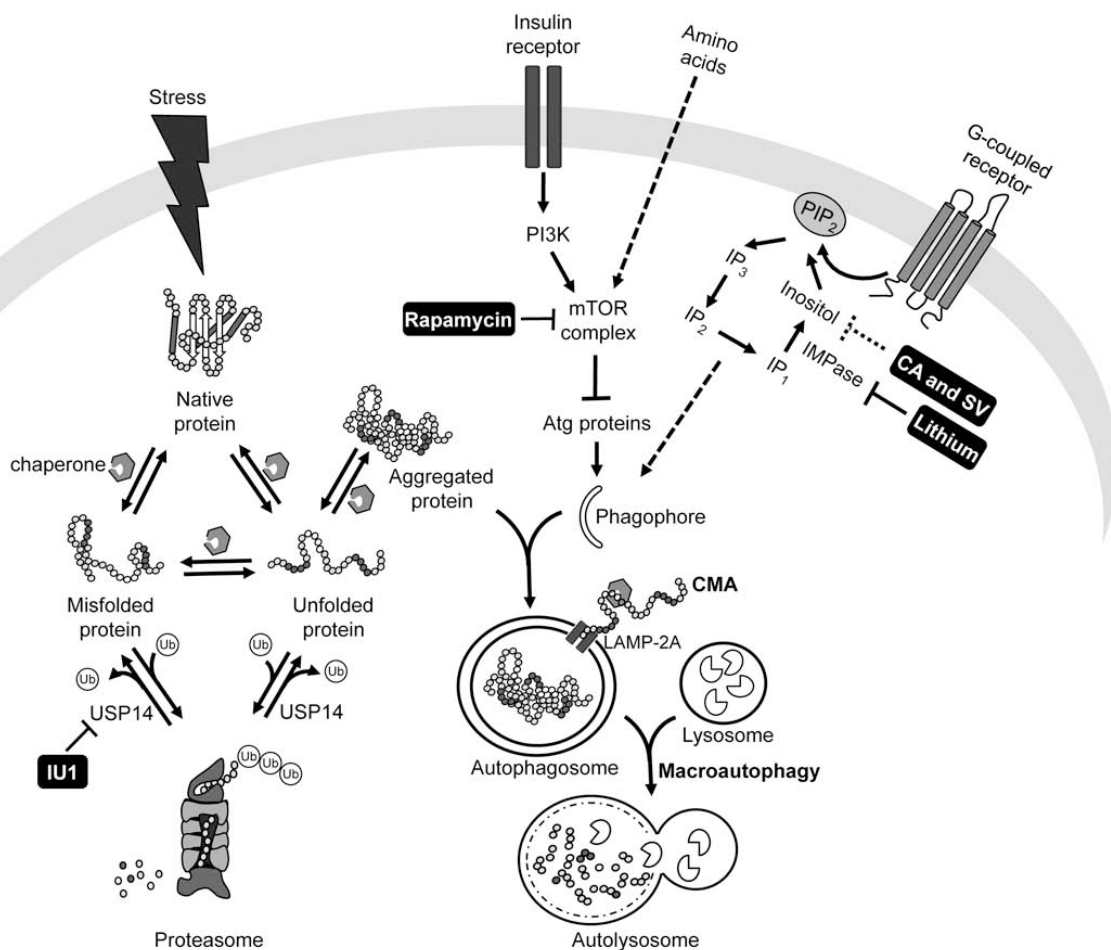 Insulin
receptor
Amino
acids
Stress
G-coupled
receptor
PIP2
PI3K
IP3
Inositol
IP2
Rapamycin
mTOR
complex
IMPase
IP1
CA and SV
Lithium
Native
protein
Atg proteins
chaperone
Aggregated
protein
Phagophore
CMA
Misfolded
protein
Unfolded
protein
LAMP-2A
Ub
Ub
Ub
Ub
USP14
USP14
Lysosome
IU1
Autophagosome
Macroautophagy
Ub
Ub
Ub
Proteasome
Autolysosome